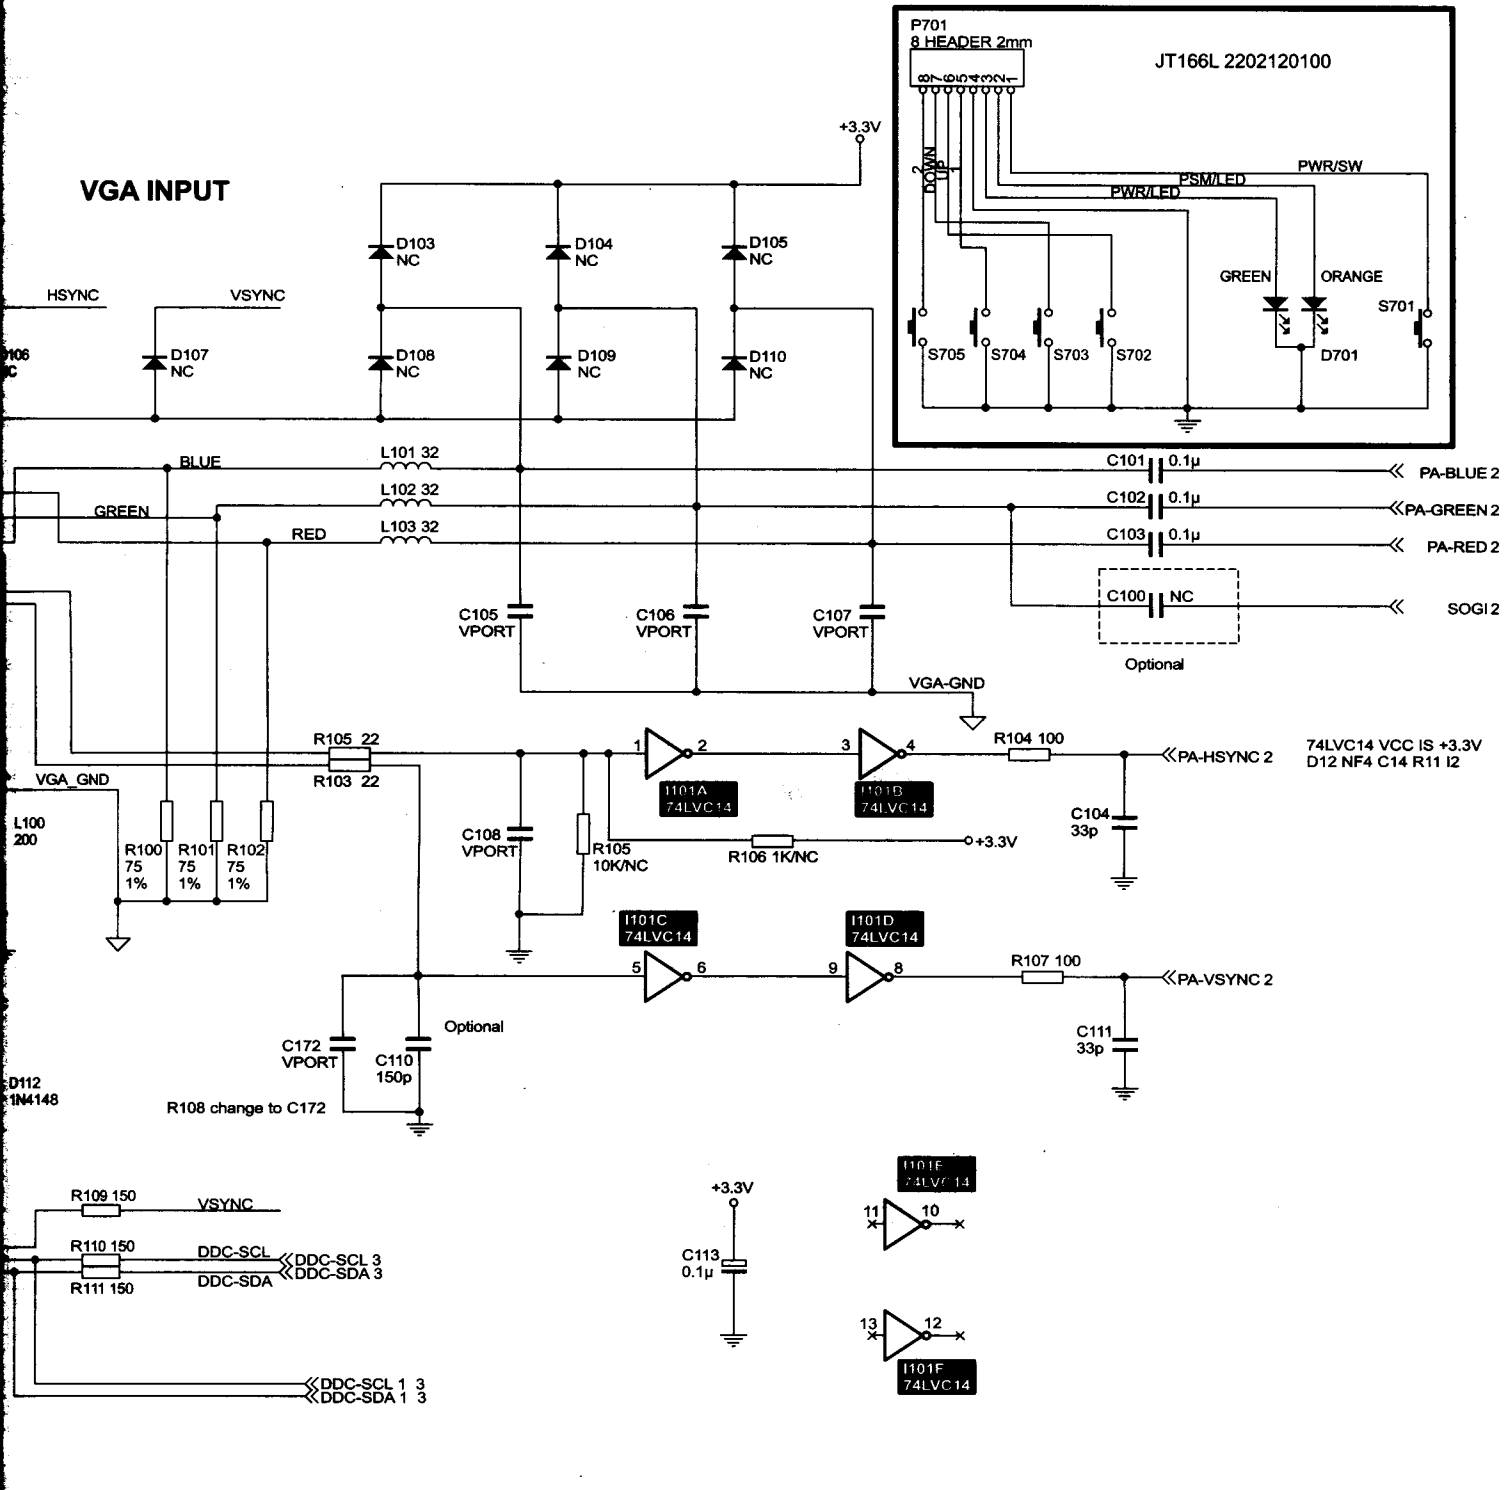 P701
8 HEADER 2mm
JT166L 2202120100
8 7 6 5 4 3 2 1
+3.3V
VGA INPUT
2
DOWN
UP
1
PWR/SW
PSM/LED
PWR/LED
D103
NC
D104
NC
D105
NC
GREEN
ORANGE
HSYNC
VSYNC
S701
106
C
D107
NC
D108
NC
D109
NC
D110
NC
S705
S704
S703
S702
D701
BLUE
L101 32
C101
0.1µ
PA-BLUE 2
L102 32
C102
0.1µ
GREEN
PA-GREEN 2
RED
L103 32
C103
0.1µ
PA-RED 2
C105
VPORT
C106
VPORT
C107
VPORT
C100
NC
SOGI 2
Optional
VGA-GND
R105 22
R103 22
1
2
3
4
R104 100
PA-HSYNC 2
74LVC14 VCC IS +3.3V
D12 NF4 C14 R11 I2
VGA_GND
I101A
74LVC14
I101B
74LVC14
L100
200
C104
33p
C108
VPORT
R105
10K/NC
R106 1K/NC
+3.3V
R100
75
1%
R101
75
1%
R102
75
1%
I101C
74LVC14
I101D
74LVC14
5
6
9
8
R107 100
PA-VSYNC 2
Optional
C172
VPORT
C110
150p
C111
33p
D112
1N4148
R108 change to C172
I101E
74LVC14
R109 150
VSYNC
+3.3V
11
10
R110 150
DDC-SCL
DDC-SCL 3
R111 150
DDC-SDA
DDC-SDA 3
C113
0.1µ
13
12
I101F
74LVC14
DDC-SCL 1 3
DDC-SDA 1 3